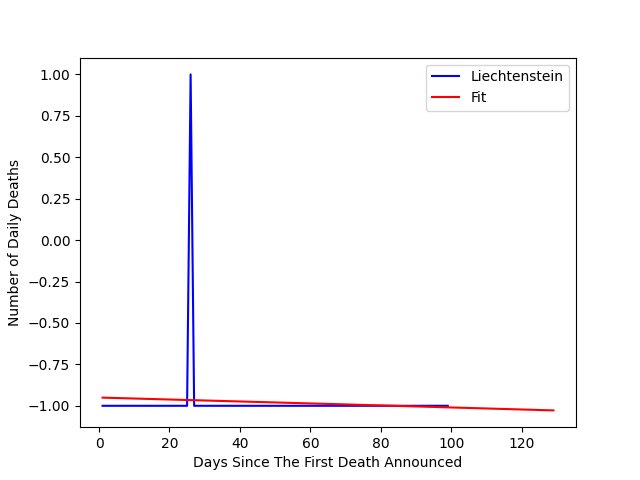 Liechtenstein
Fit
1.00
0.75
0.50
0.25
0.00
−0.25
−0.50
−0.75
−1.00
Number of Daily Deaths
0 20 40 60 80 100 120
Days Since The First Death Announced